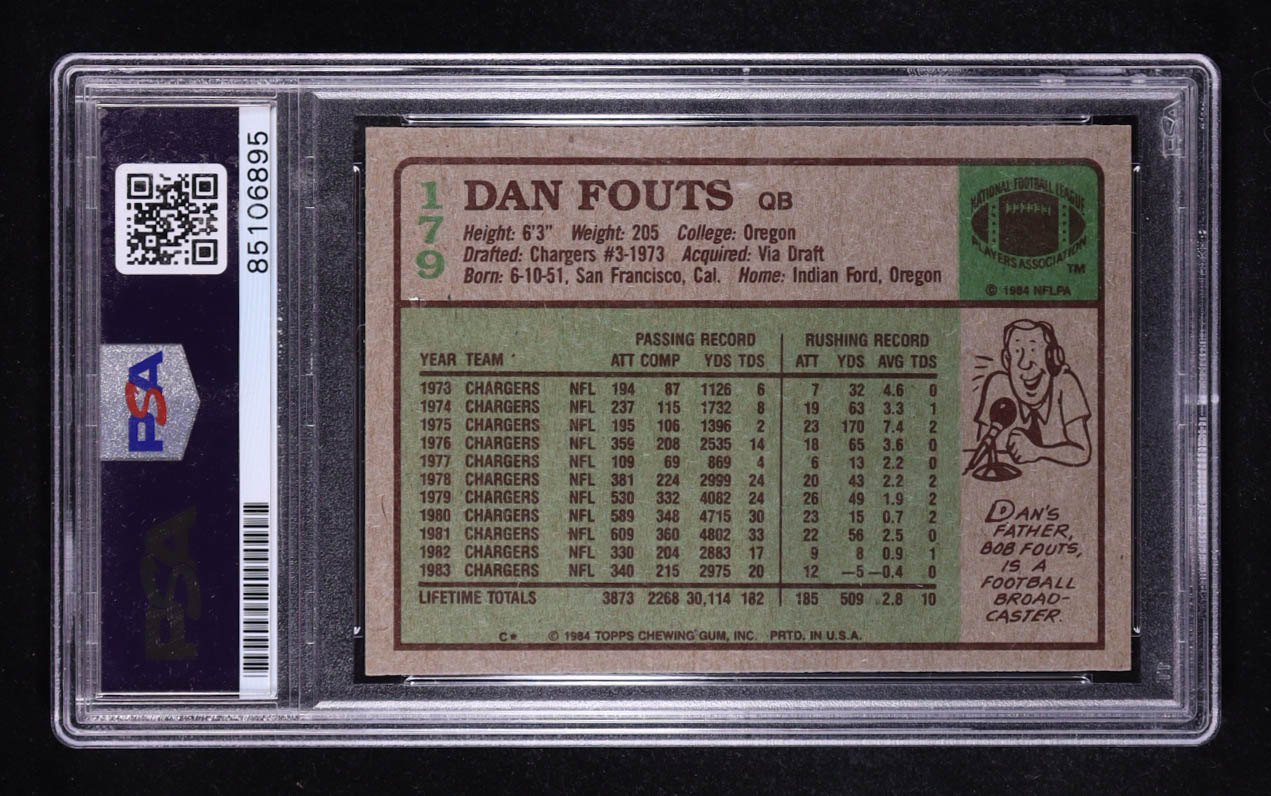 85106895
PSA
PSA
PSA
179
DAN FOUTS QB
Height: 6'3" Weight: 205 College: Oregon
Drafted: Chargers #3-1973 Acquired: Via Draft
Born: 6-10-51, San Francisco, Cal. Home: Indian Ford, Oregon
NATIONAL FOOTBALL LEAGUE
PLAYERS ASSOCIATION
TM
© 1984 NFLPA
PASSING RECORD RUSHING RECORD
YEAR TEAM ATT COMP YDS TDS ATT YDS AVG TDS
1973 CHARGERS NFL 194 87 1126 6 7 32 4.6 0
1974 CHARGERS NFL 237 115 1732 8 19 63 3.3 1
1975 CHARGERS NFL 195 106 1396 2 23 170 7.4 2
1976 CHARGERS NFL 359 208 2535 14 18 65 3.6 0
1977 CHARGERS NFL 109 69 869 4 6 13 2.2 0
1978 CHARGERS NFL 381 224 2999 24 20 43 2.2 2
1979 CHARGERS NFL 530 332 4082 24 26 49 1.9 2
1980 CHARGERS NFL 589 348 4715 30 23 15 0.7 2
1981 CHARGERS NFL 609 360 4802 33 22 56 2.5 0
1982 CHARGERS NFL 330 204 2883 17 9 8 0.9 1
1983 CHARGERS NFL 340 215 2975 20 12 —5 —0.4 0
LIFETIME TOTALS 3873 2268 30,114 182 185 509 2.8 10
C* © 1984 TOPPS CHEWING GUM, INC. PRTD. IN U.S.A.
DAN'S
FATHER,
BOB FOUTS,
IS A
FOOTBALL
BROAD-
CASTER.